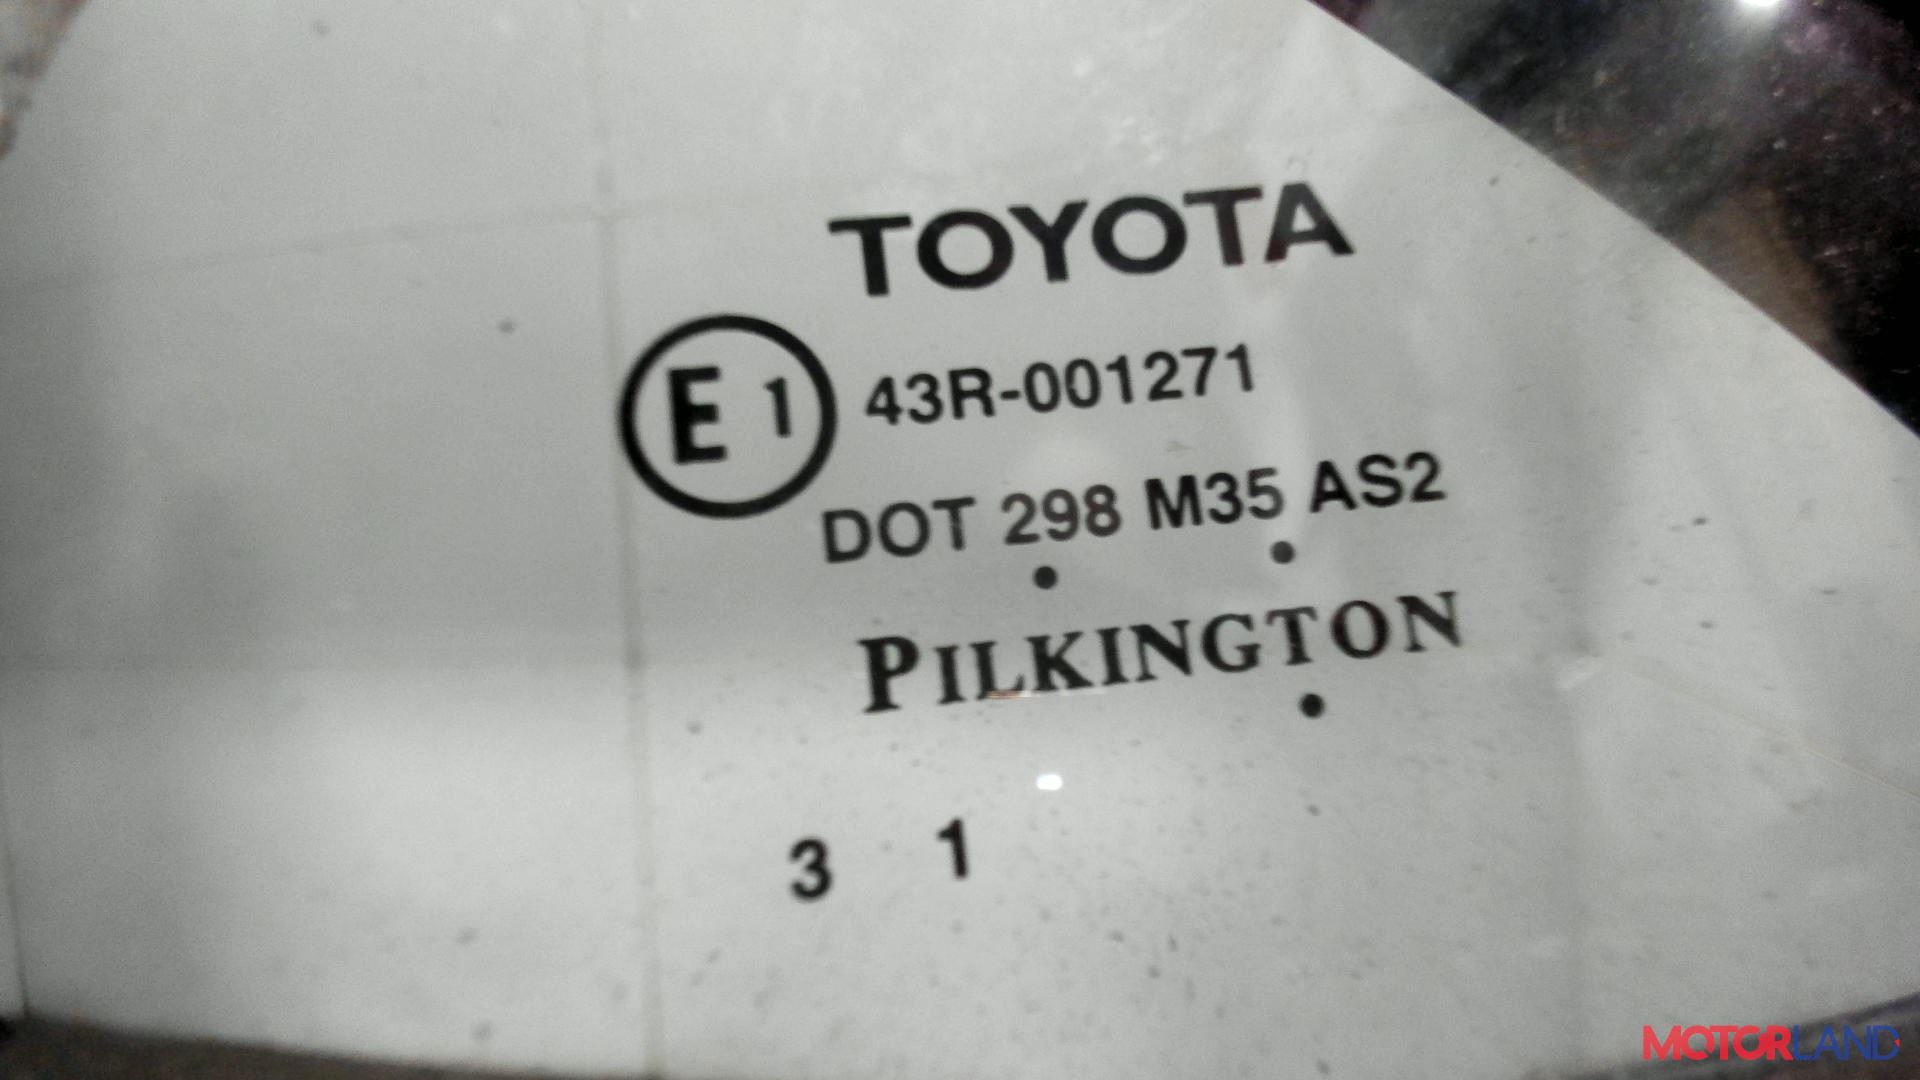 TOYOTA
E 1 43R-001271
DOT 298 M35 AS2
PILKINGTON
3 1
MOTORLAND